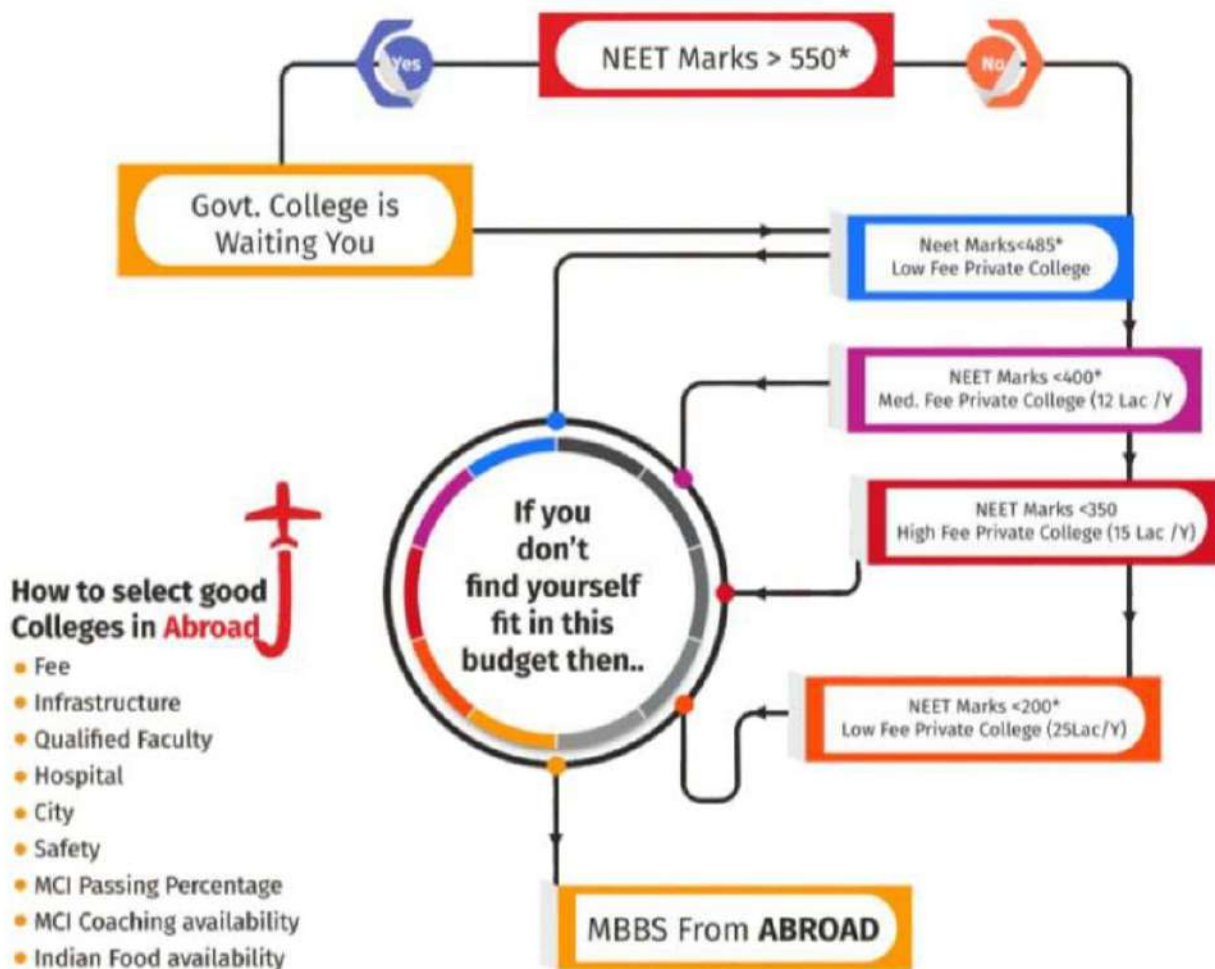 NEET Marks > 550*
Yes
No
Govt. College is
Waiting You
Neet Marks<485*
Low Fee Private College
NEET Marks <400*
Med. Fee Private College (12 Lac /Y
NEET Marks <350
High Fee Private College (15 Lac /Y)
NEET Marks <200*
Low Fee Private College (25Lac/Y)
If you
don't
find yourself
fit in this
budget then..
How to select good
Colleges in Abroad
Fee
Infrastructure
Qualified Faculty
Hospital
City
Safety
MCI Passing Percentage
MCI Coaching availability
Indian Food availability
MBBS From ABROAD